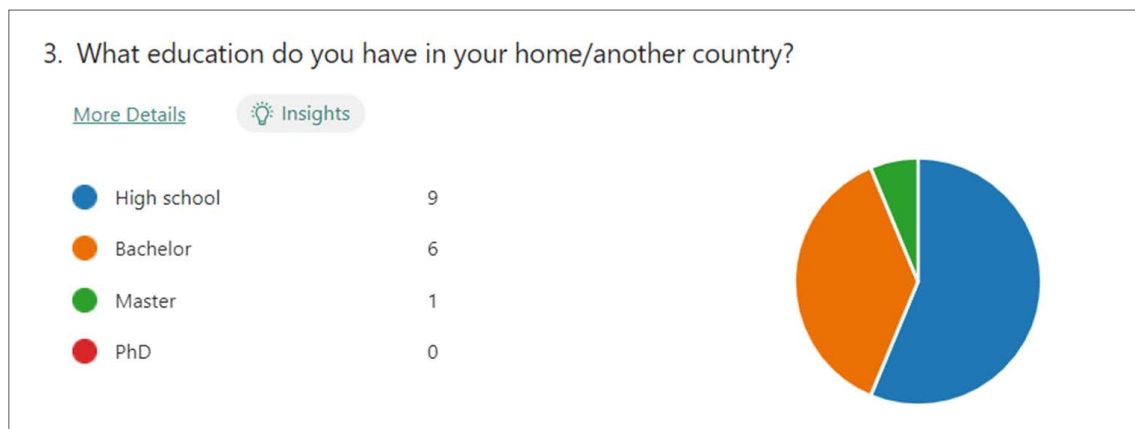 3. What education do you have in your home/another country?
More Details Insights
High school 9
Bachelor 6
Master 1
PhD 0